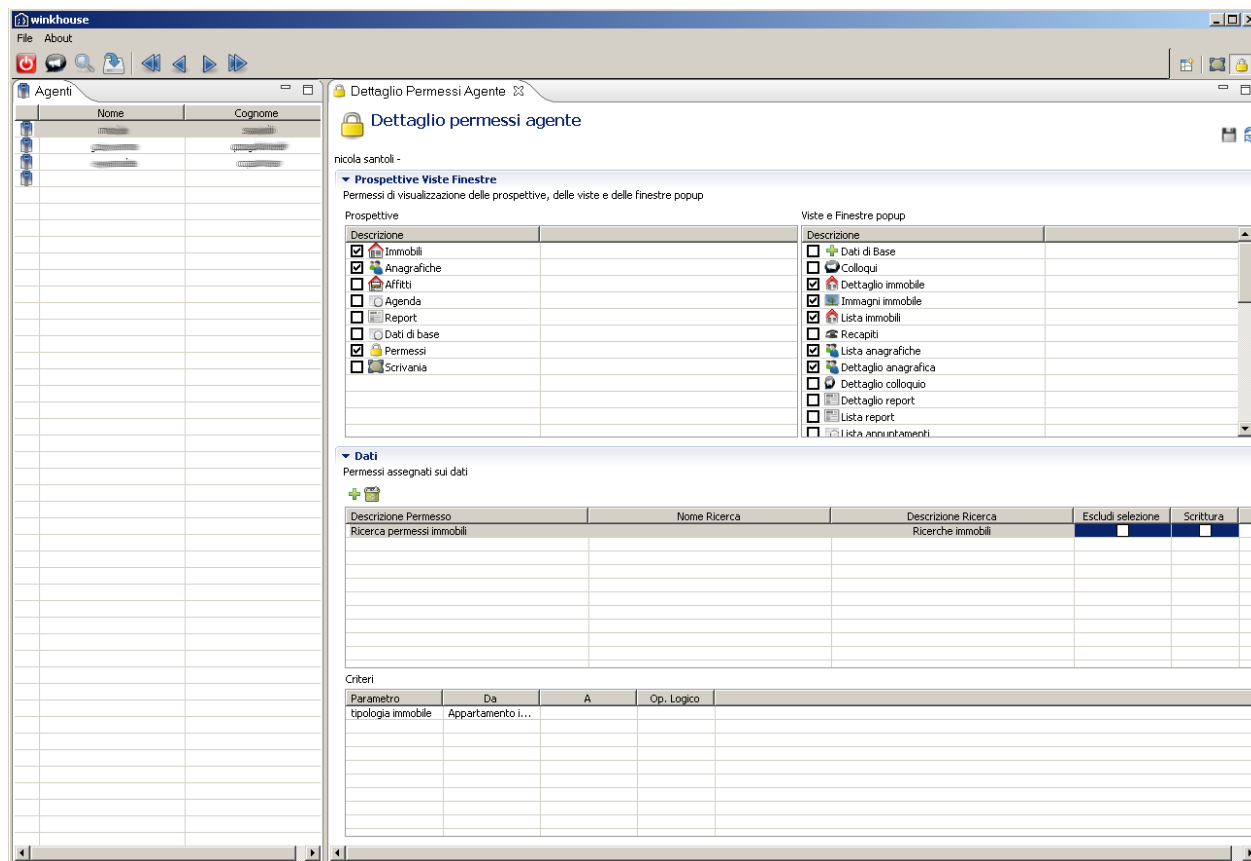 winkhouse
File About
Agenti
Nome Cognome
Dettaglio Permessi Agente
Dettaglio permessi agente
nicola santoli -
Prospettive Viste Finestre
Permessi di visualizzazione delle prospettive, delle viste e delle finestre popup
Prospettive
Descrizione
Immobili
Anagrafiche
Affitti
Agenda
Report
Dati di base
Permessi
Scrivania
Viste e Finestre popup
Descrizione
Dati di Base
Colloqui
Dettaglio immobile
Immagni immobile
Lista immobili
Recapiti
Lista anagrafiche
Dettaglio anagrafica
Dettaglio colloquio
Dettaglio report
Lista report
Lista appuntamenti
Dati
Permessi assegnati sui dati
Descrizione Permesso Nome Ricerca Descrizione Ricerca Escludi selezione Scrittura
Ricerca permessi immobili Ricerche immobili
Criteri
Parametro Da A Op. Logico
tipologia immobile Appartamento i...